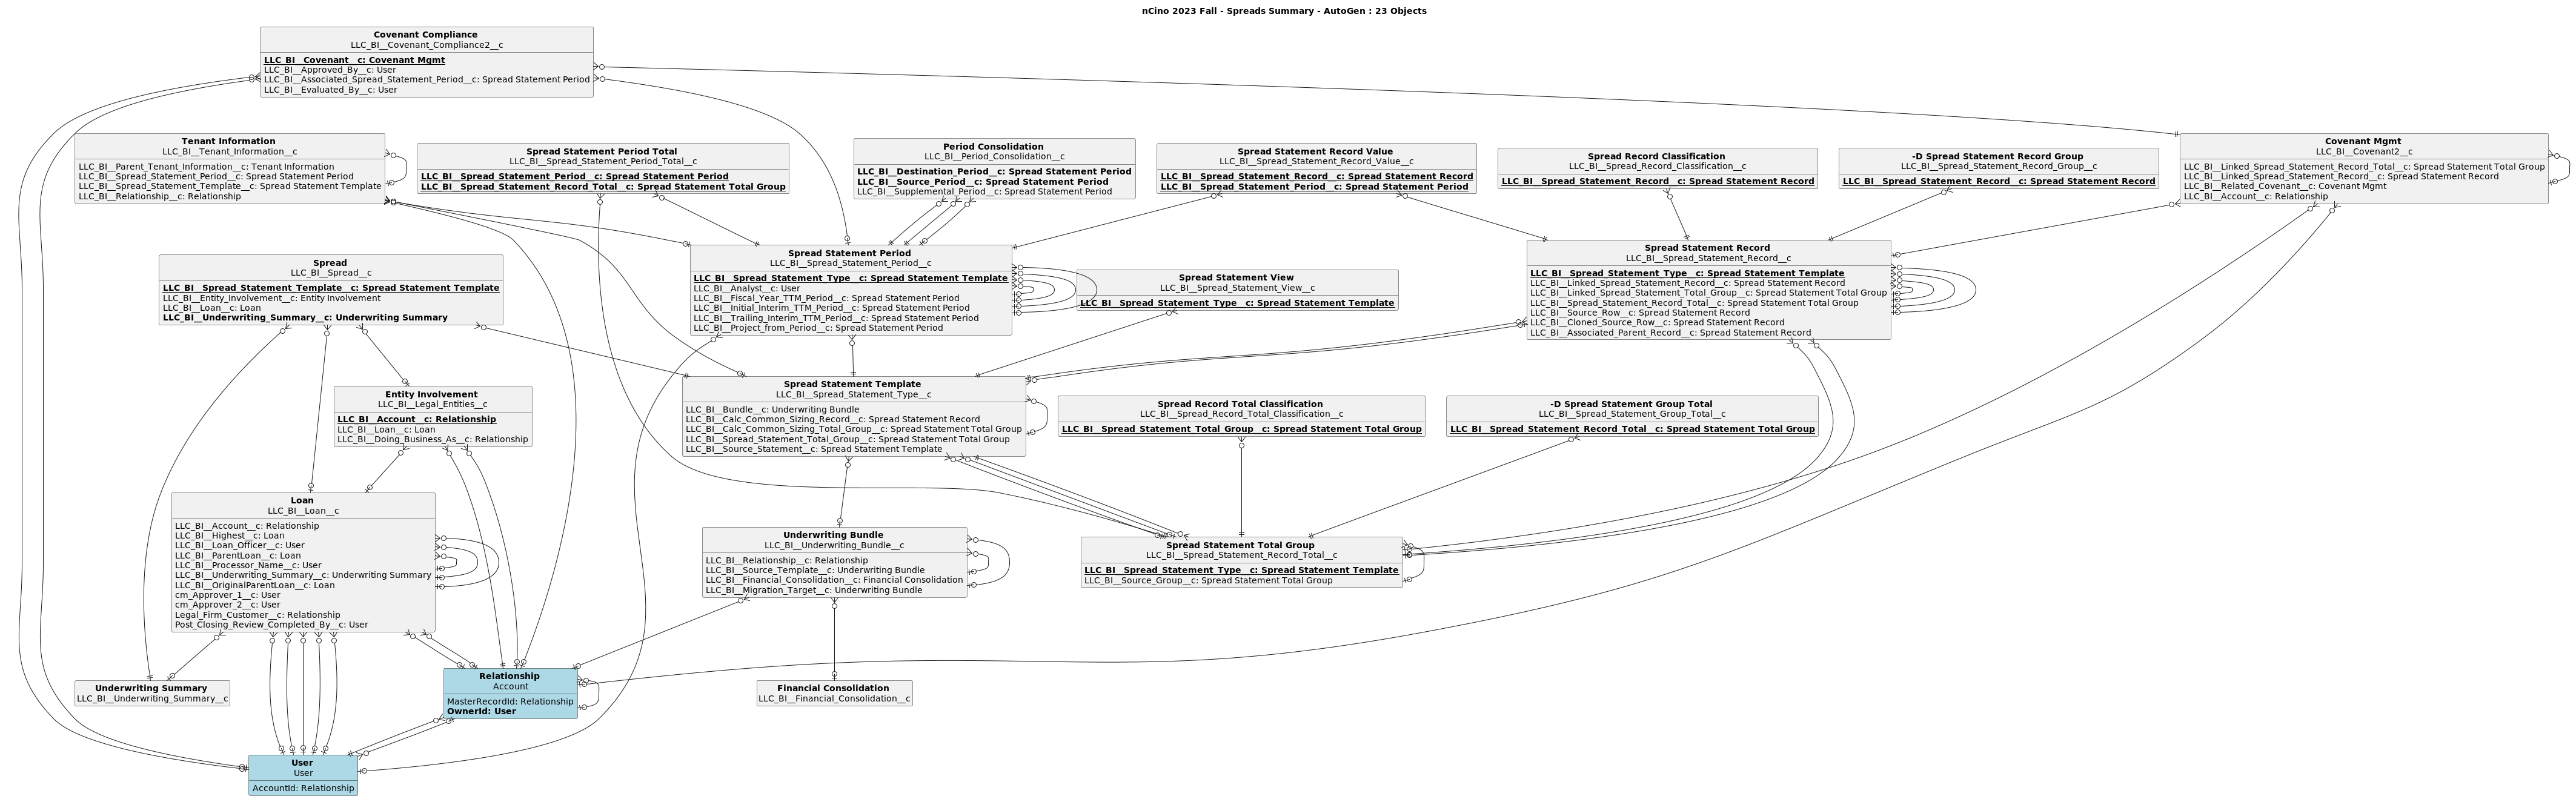 nCino 2023 Fall - Spreads Summary - AutoGen : 23 Objects
Covenant Compliance
LLC_BI__Covenant_Compliance2__c
LLC_BI__Covenant__c: Covenant Mgmt
LLC_BI__Approved_By__c: User
LLC_BI__Associated_Spread_Statement_Period__c: Spread Statement Period
LLC_BI__Evaluated_By__c: User
Tenant Information
LLC_BI__Tenant_Information__c
LLC_BI__Parent_Tenant_Information__c: Tenant Information
LLC_BI__Spread_Statement_Period__c: Spread Statement Period
LLC_BI__Spread_Statement_Template__c: Spread Statement Template
LLC_BI__Relationship__c: Relationship
Spread Statement Period Total
LLC_BI__Spread_Statement_Period_Total__c
LLC_BI__Spread_Statement_Period__c: Spread Statement Period
LLC_BI__Spread_Statement_Record_Total__c: Spread Statement Total Group
Period Consolidation
LLC_BI__Period_Consolidation__c
LLC_BI__Destination_Period__c: Spread Statement Period
LLC_BI__Source_Period__c: Spread Statement Period
LLC_BI__Supplemental_Period__c: Spread Statement Period
Spread Statement Record Value
LLC_BI__Spread_Statement_Record_Value__c
LLC_BI__Spread_Statement_Record__c: Spread Statement Record
LLC_BI__Spread_Statement_Period__c: Spread Statement Period
Spread Record Classification
LLC_BI__Spread_Record_Classification__c
LLC_BI__Spread_Statement_Record__c: Spread Statement Record
-D Spread Statement Record Group
LLC_BI__Spread_Statement_Record_Group__c
LLC_BI__Spread_Statement_Record__c: Spread Statement Record
Covenant Mgmt
LLC_BI__Covenant2__c
LLC_BI__Linked_Spread_Statement_Record_Total__c: Spread Statement Total Group
LLC_BI__Linked_Spread_Statement_Record__c: Spread Statement Record
LLC_BI__Related_Covenant__c: Covenant Mgmt
LLC_BI__Account__c: Relationship
Spread
LLC_BI__Spread__c
LLC_BI__Spread_Statement_Template__c: Spread Statement Template
LLC_BI__Entity_Involvement__c: Entity Involvement
LLC_BI__Loan__c: Loan
LLC_BI__Underwriting_Summary__c: Underwriting Summary
Spread Statement Period
LLC_BI__Spread_Statement_Period__c
LLC_BI__Spread_Statement_Type__c: Spread Statement Template
LLC_BI__Analyst__c: User
LLC_BI__Fiscal_Year_TTM_Period__c: Spread Statement Period
LLC_BI__Initial_Interim_TTM_Period__c: Spread Statement Period
LLC_BI__Trailing_Interim_TTM_Period__c: Spread Statement Period
LLC_BI__Project_from_Period__c: Spread Statement Period
Spread Statement View
LLC_BI__Spread_Statement_View__c
LLC_BI__Spread_Statement_Type__c: Spread Statement Template
Spread Statement Record
LLC_BI__Spread_Statement_Record__c
LLC_BI__Spread_Statement_Type__c: Spread Statement Template
LLC_BI__Linked_Spread_Statement_Record__c: Spread Statement Record
LLC_BI__Linked_Spread_Statement_Total_Group__c: Spread Statement Total Group
LLC_BI__Spread_Statement_Record_Total__c: Spread Statement Total Group
LLC_BI__Source_Row__c: Spread Statement Record
LLC_BI__Cloned_Source_Row__c: Spread Statement Record
LLC_BI__Associated_Parent_Record__c: Spread Statement Record
Entity Involvement
LLC_BI__Legal_Entities__c
LLC_BI__Account__c: Relationship
LLC_BI__Loan__c: Loan
LLC_BI__Doing_Business_As__c: Relationship
Spread Statement Template
LLC_BI__Spread_Statement_Type__c
LLC_BI__Bundle__c: Underwriting Bundle
LLC_BI__Calc_Common_Sizing_Record__c: Spread Statement Record
LLC_BI__Calc_Common_Sizing_Total_Group__c: Spread Statement Total Group
LLC_BI__Spread_Statement_Total_Group__c: Spread Statement Total Group
LLC_BI__Source_Statement__c: Spread Statement Template
Spread Record Total Classification
LLC_BI__Spread_Record_Total_Classification__c
LLC_BI__Spread_Statement_Total_Group__c: Spread Statement Total Group
-D Spread Statement Group Total
LLC_BI__Spread_Statement_Group_Total__c
LLC_BI__Spread_Statement_Record_Total__c: Spread Statement Total Group
Loan
LLC_BI__Loan__c
LLC_BI__Account__c: Relationship
LLC_BI__Highest__c: Loan
LLC_BI__Loan_Officer__c: User
LLC_BI__ParentLoan__c: Loan
LLC_BI__Processor_Name__c: User
LLC_BI__Underwriting_Summary__c: Underwriting Summary
LLC_BI__OriginalParentLoan__c: Loan
cm_Approver_1__c: User
cm_Approver_2__c: User
Legal_Firm_Customer__c: Relationship
Post_Closing_Review_Completed_By__c: User
Underwriting Bundle
LLC_BI__Underwriting_Bundle__c
LLC_BI__Relationship__c: Relationship
LLC_BI__Source_Template__c: Underwriting Bundle
LLC_BI__Financial_Consolidation__c: Financial Consolidation
LLC_BI__Migration_Target__c: Underwriting Bundle
Spread Statement Total Group
LLC_BI__Spread_Statement_Record_Total__c
LLC_BI__Spread_Statement_Type__c: Spread Statement Template
LLC_BI__Source_Group__c: Spread Statement Total Group
Underwriting Summary
LLC_BI__Underwriting_Summary__c
Relationship
Account
MasterRecordId: Relationship
OwnerId: User
Financial Consolidation
LLC_BI__Financial_Consolidation__c
User
User
AccountId: Relationship